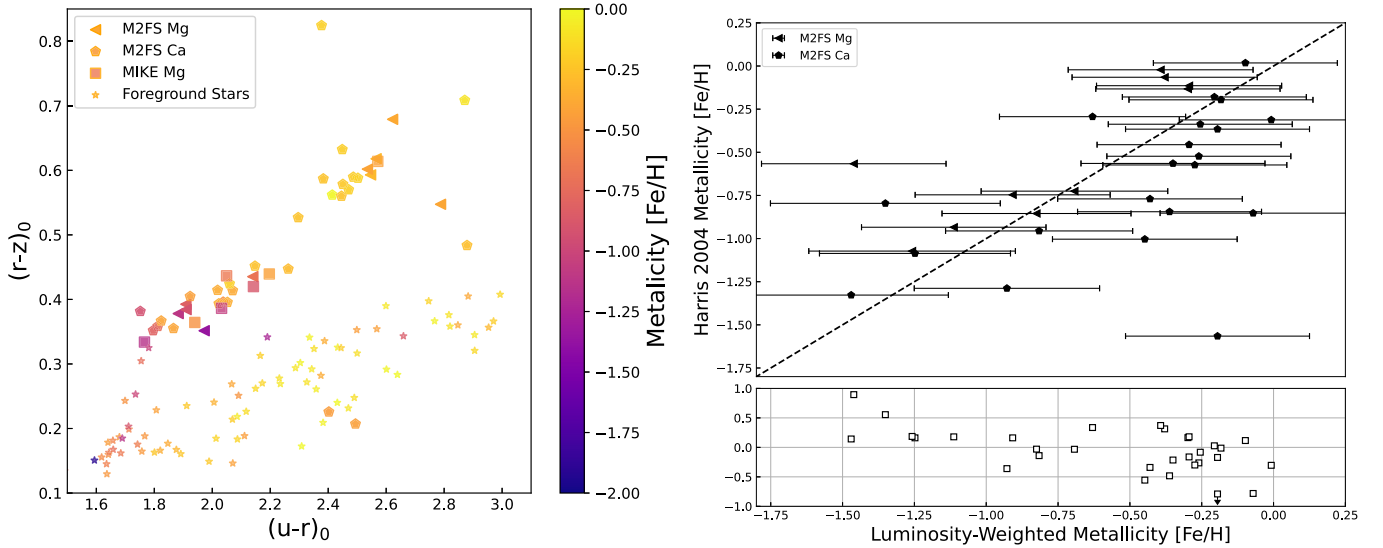 M2FS Mg
M2FS Ca
MIKE Mg
Foreground Stars
0.8
0.7
0.6
0.5
0.4
0.3
0.2
0.1
(r-z)0
1.6 1.8 2.0 2.2 2.4 2.6 2.8 3.0
(u-r)0
0.00
−0.25
−0.50
−0.75
−1.00
−1.25
−1.50
−1.75
−2.00
Metalicity [Fe/H]
M2FS Mg
M2FS Ca
0.25
0.00
−0.25
−0.50
−0.75
−1.00
−1.25
−1.50
−1.75
Harris 2004 Metallicity [Fe/H]
1.0
0.5
0.0
−0.5
−1.0
−1.75 −1.50 −1.25 −1.00 −0.75 −0.50 −0.25 0.00 0.25
Luminosity-Weighted Metallicity [Fe/H]